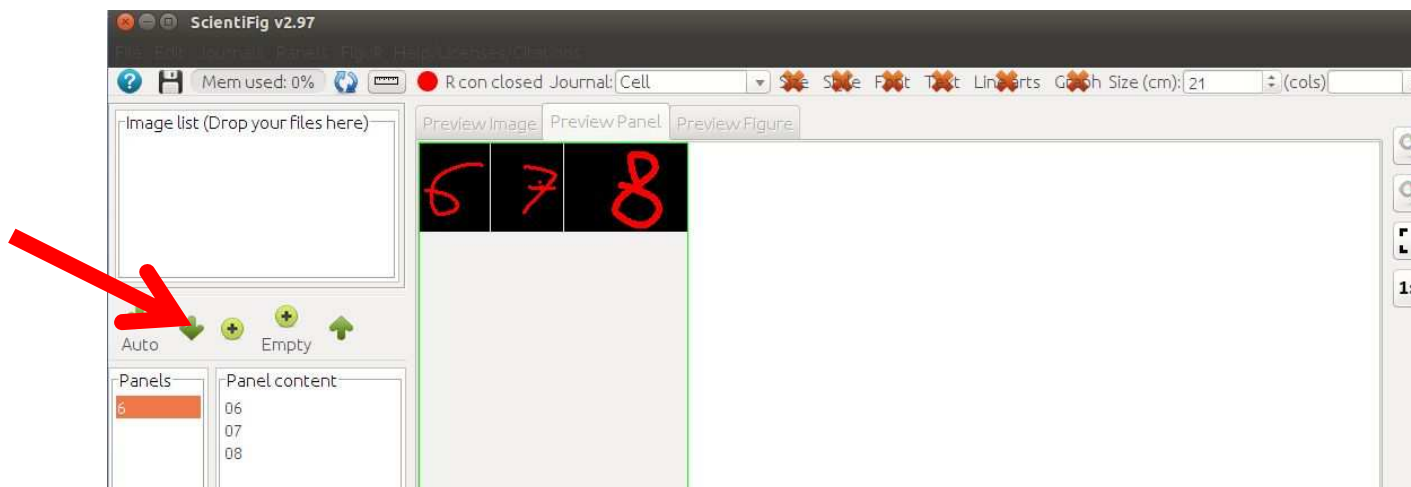 ScientiFig v2.97
Mem used: 0% R con closed Journal: Cell Size (cm): 21 (cols)
Image list (Drop your files here)
Preview Image Preview Panel Preview Figure
6 7 8
Auto Empty
Panels Panel content
6 06
07
08